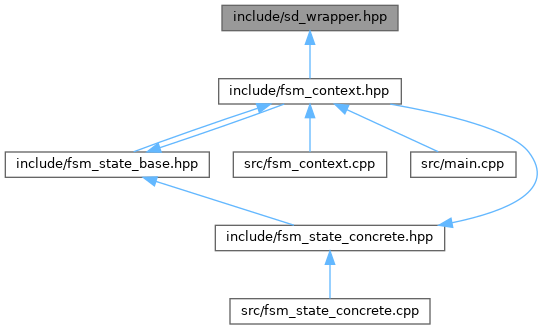 include/sd_wrapper.hpp
include/fsm_context.hpp
include/fsm_state_base.hpp
src/fsm_context.cpp
src/main.cpp
include/fsm_state_concrete.hpp
src/fsm_state_concrete.cpp